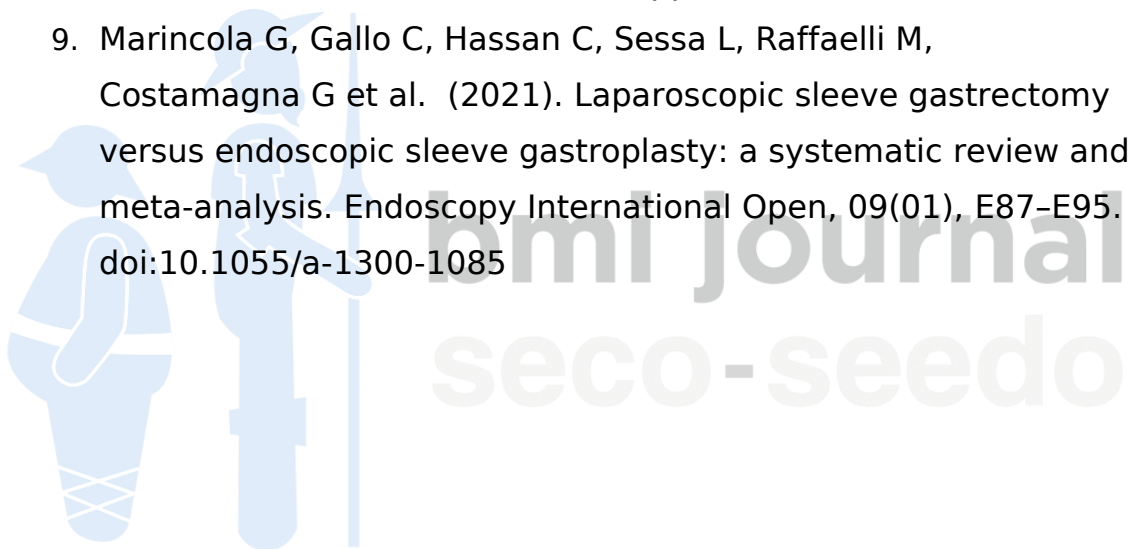 9. Marincola G, Gallo C, Hassan C, Sessa L, Raffaelli M,
Costamagna G et al.  (2021). Laparoscopic sleeve gastrectomy
versus endoscopic sleeve gastroplasty: a systematic review and
meta-analysis. Endoscopy International Open, 09(01), E87–E95.
doi:10.1055/a-1300-1085
bmi journal
seco-seedo